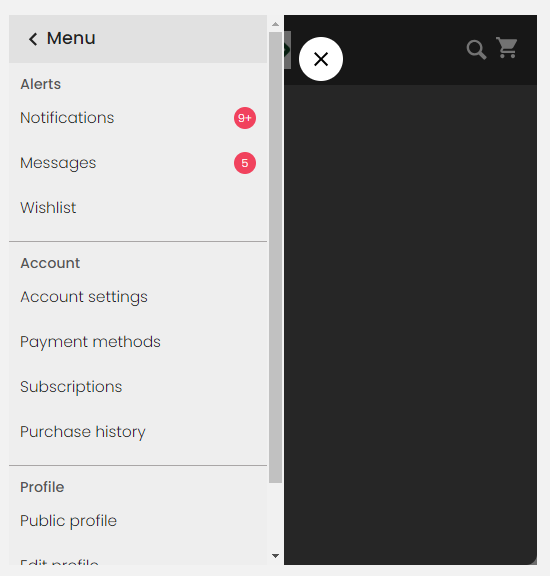 Menu
Alerts
Notifications 9+
Messages 5
Wishlist
Account
Account settings
Payment methods
Subscriptions
Purchase history
Profile
Public profile
Edit profile